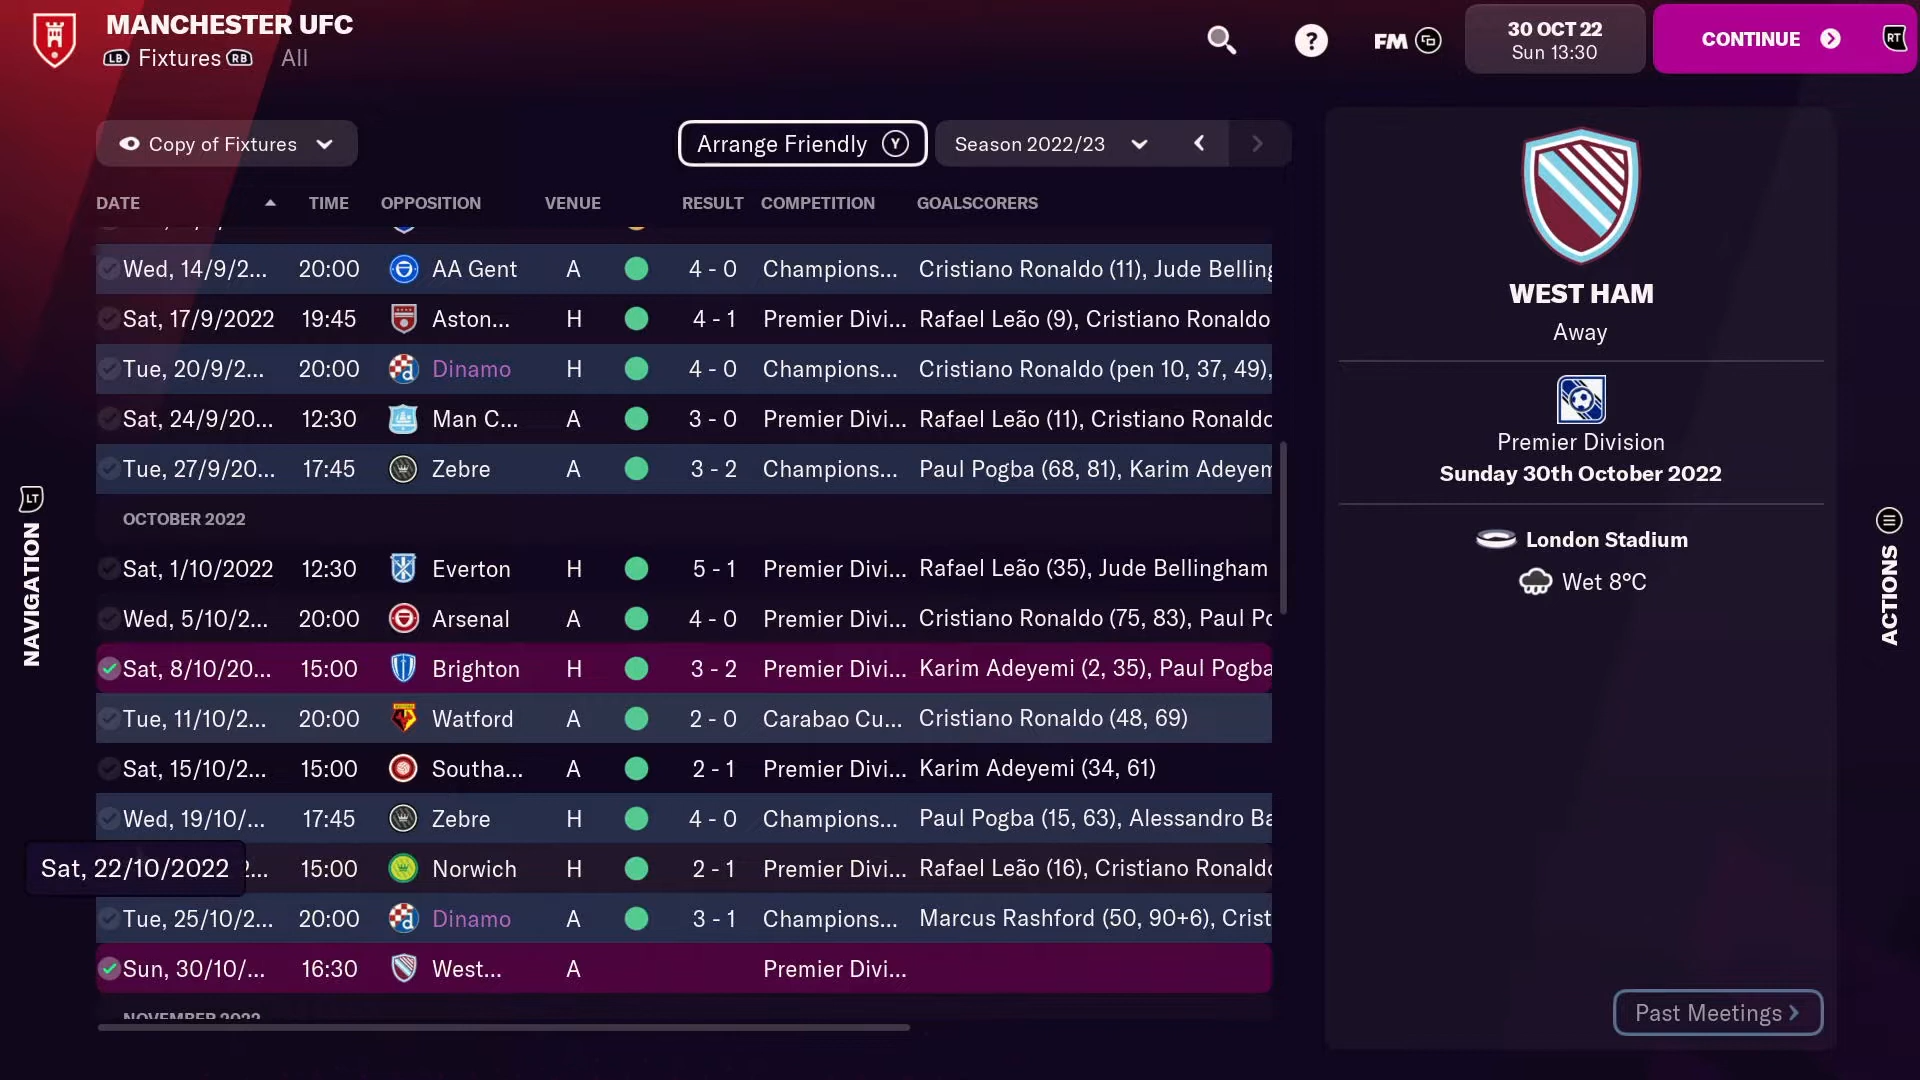 MANCHESTER UFC
LB Fixtures RB All
?
FM
30 OCT 22
Sun 13:30
CONTINUE
RT
Copy of Fixtures
Arrange Friendly Y
Season 2022/23
DATE TIME OPPOSITION VENUE RESULT COMPETITION GOALSCORERS
Wed, 14/9/2... 20:00 AA Gent A 4 - 0 Champions... Cristiano Ronaldo (11), Jude Belling
Sat, 17/9/2022 19:45 Aston... H 4 - 1 Premier Divi... Rafael Leão (9), Cristiano Ronaldo
Tue, 20/9/2... 20:00 Dinamo H 4 - 0 Champions... Cristiano Ronaldo (pen 10, 37, 49),
Sat, 24/9/20... 12:30 Man C... A 3 - 0 Premier Divi... Rafael Leão (11), Cristiano Ronaldo
Tue, 27/9/20... 17:45 Zebre A 3 - 2 Champions... Paul Pogba (68, 81), Karim Adeyem
OCTOBER 2022
Sat, 1/10/2022 12:30 Everton H 5 - 1 Premier Divi... Rafael Leão (35), Jude Bellingham
Wed, 5/10/2... 20:00 Arsenal A 4 - 0 Premier Divi... Cristiano Ronaldo (75, 83), Paul Po
Sat, 8/10/20... 15:00 Brighton H 3 - 2 Premier Divi... Karim Adeyemi (2, 35), Paul Pogba
Tue, 11/10/2... 20:00 Watford A 2 - 0 Carabao Cu... Cristiano Ronaldo (48, 69)
Sat, 15/10/2... 15:00 Southa... A 2 - 1 Premier Divi... Karim Adeyemi (34, 61)
Wed, 19/10/... 17:45 Zebre H 4 - 0 Champions... Paul Pogba (15, 63), Alessandro Ba
Sat, 22/10/2022 2... 15:00 Norwich H 2 - 1 Premier Divi... Rafael Leão (16), Cristiano Ronaldo
Tue, 25/10/2... 20:00 Dinamo A 3 - 1 Champions... Marcus Rashford (50, 90+6), Crist
Sun, 30/10/... 16:30 West... A Premier Divi...
NOVEMBER 2022
WEST HAM
Away
Premier Division
Sunday 30th October 2022
London Stadium
Wet 8°C
Past Meetings
LT
NAVIGATION
ACTIONS